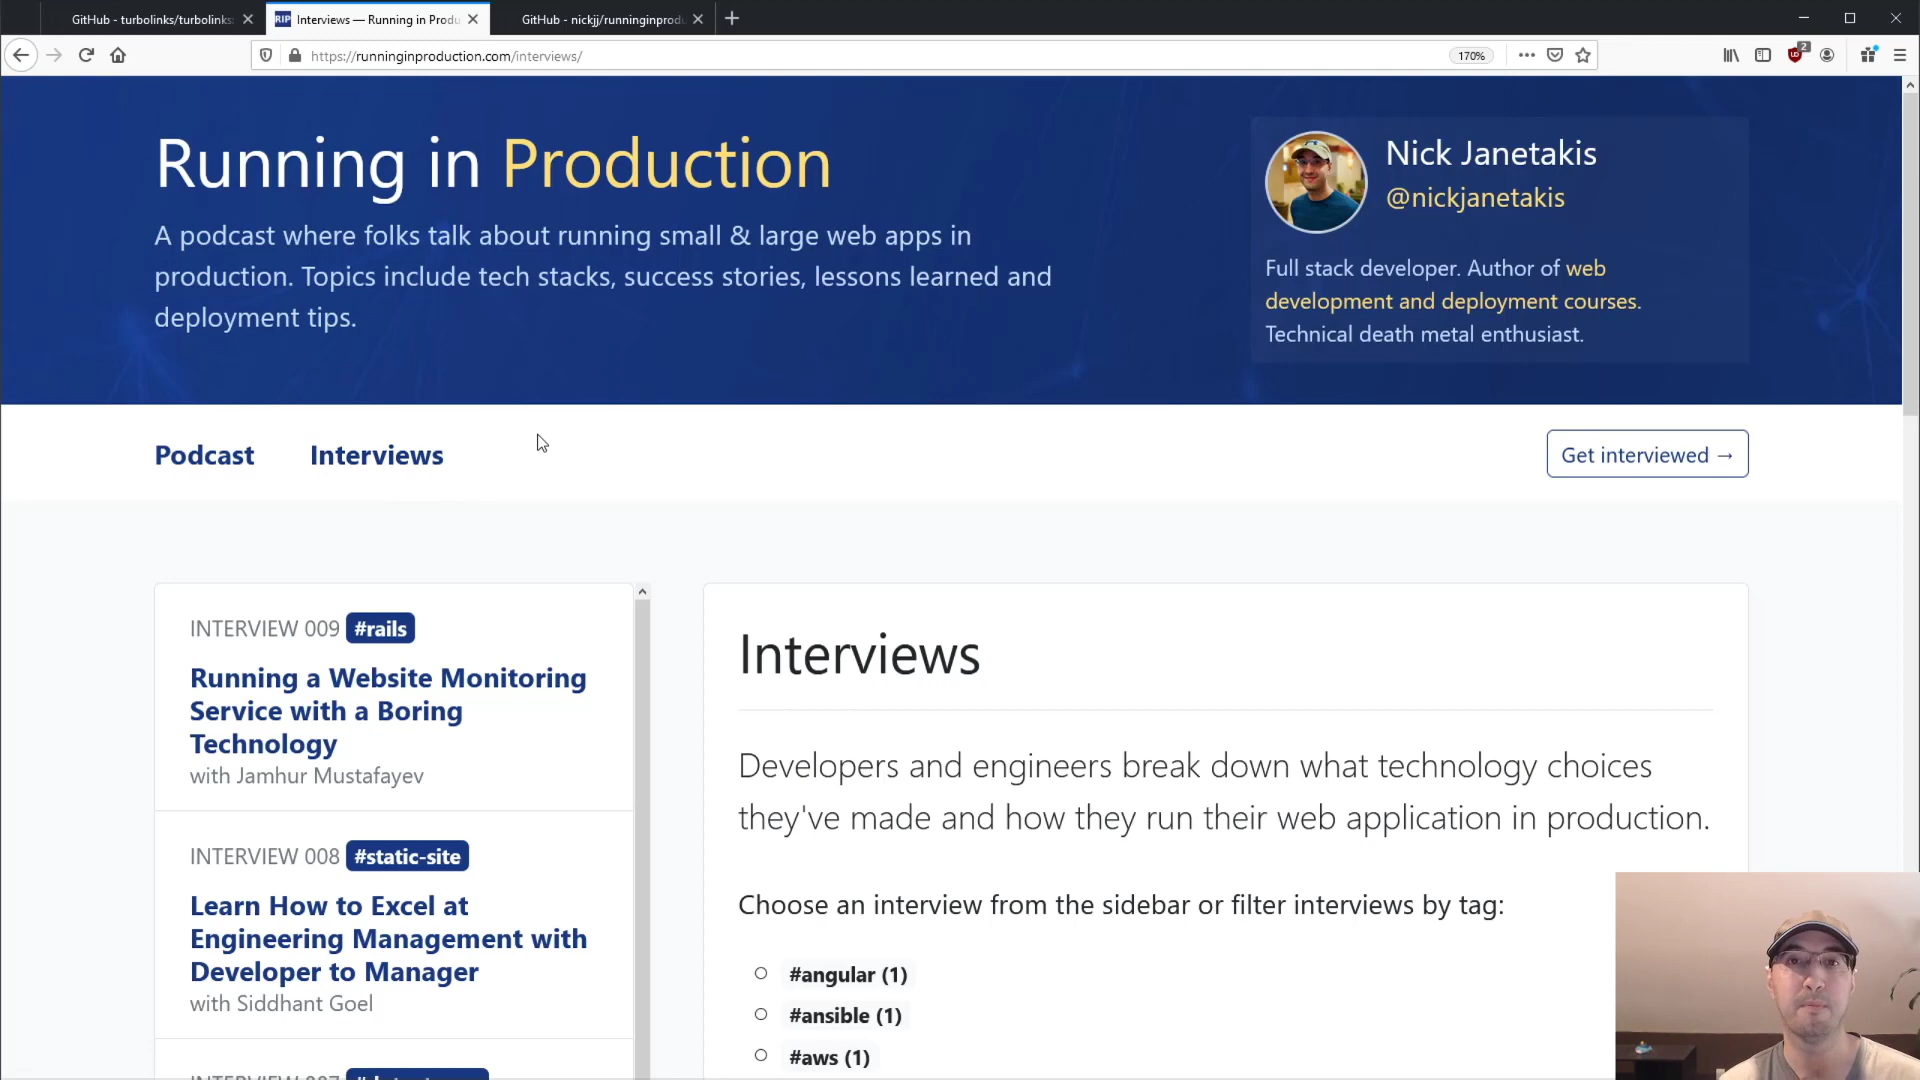 GitHub - turbolinks/turbolinks:
RIP
Interviews — Running in Produ
GitHub - nickjj/runninginprodu
https://runninginproduction.com/interviews/
170%
2
Running in Production
A podcast where folks talk about running small & large web apps in
production. Topics include tech stacks, success stories, lessons learned and
deployment tips.
Nick Janetakis
@nickjanetakis
Full stack developer. Author of web
development and deployment courses.
Technical death metal enthusiast.
Podcast
Interviews
Get interviewed →
INTERVIEW 009 #rails
Running a Website Monitoring
Service with a Boring
Technology
with Jamhur Mustafayev
INTERVIEW 008 #static-site
Learn How to Excel at
Engineering Management with
Developer to Manager
with Siddhant Goel
INTERVIEW 007
Interviews
Developers and engineers break down what technology choices
they've made and how they run their web application in production.
Choose an interview from the sidebar or filter interviews by tag:
#angular (1)
#ansible (1)
#aws (1)